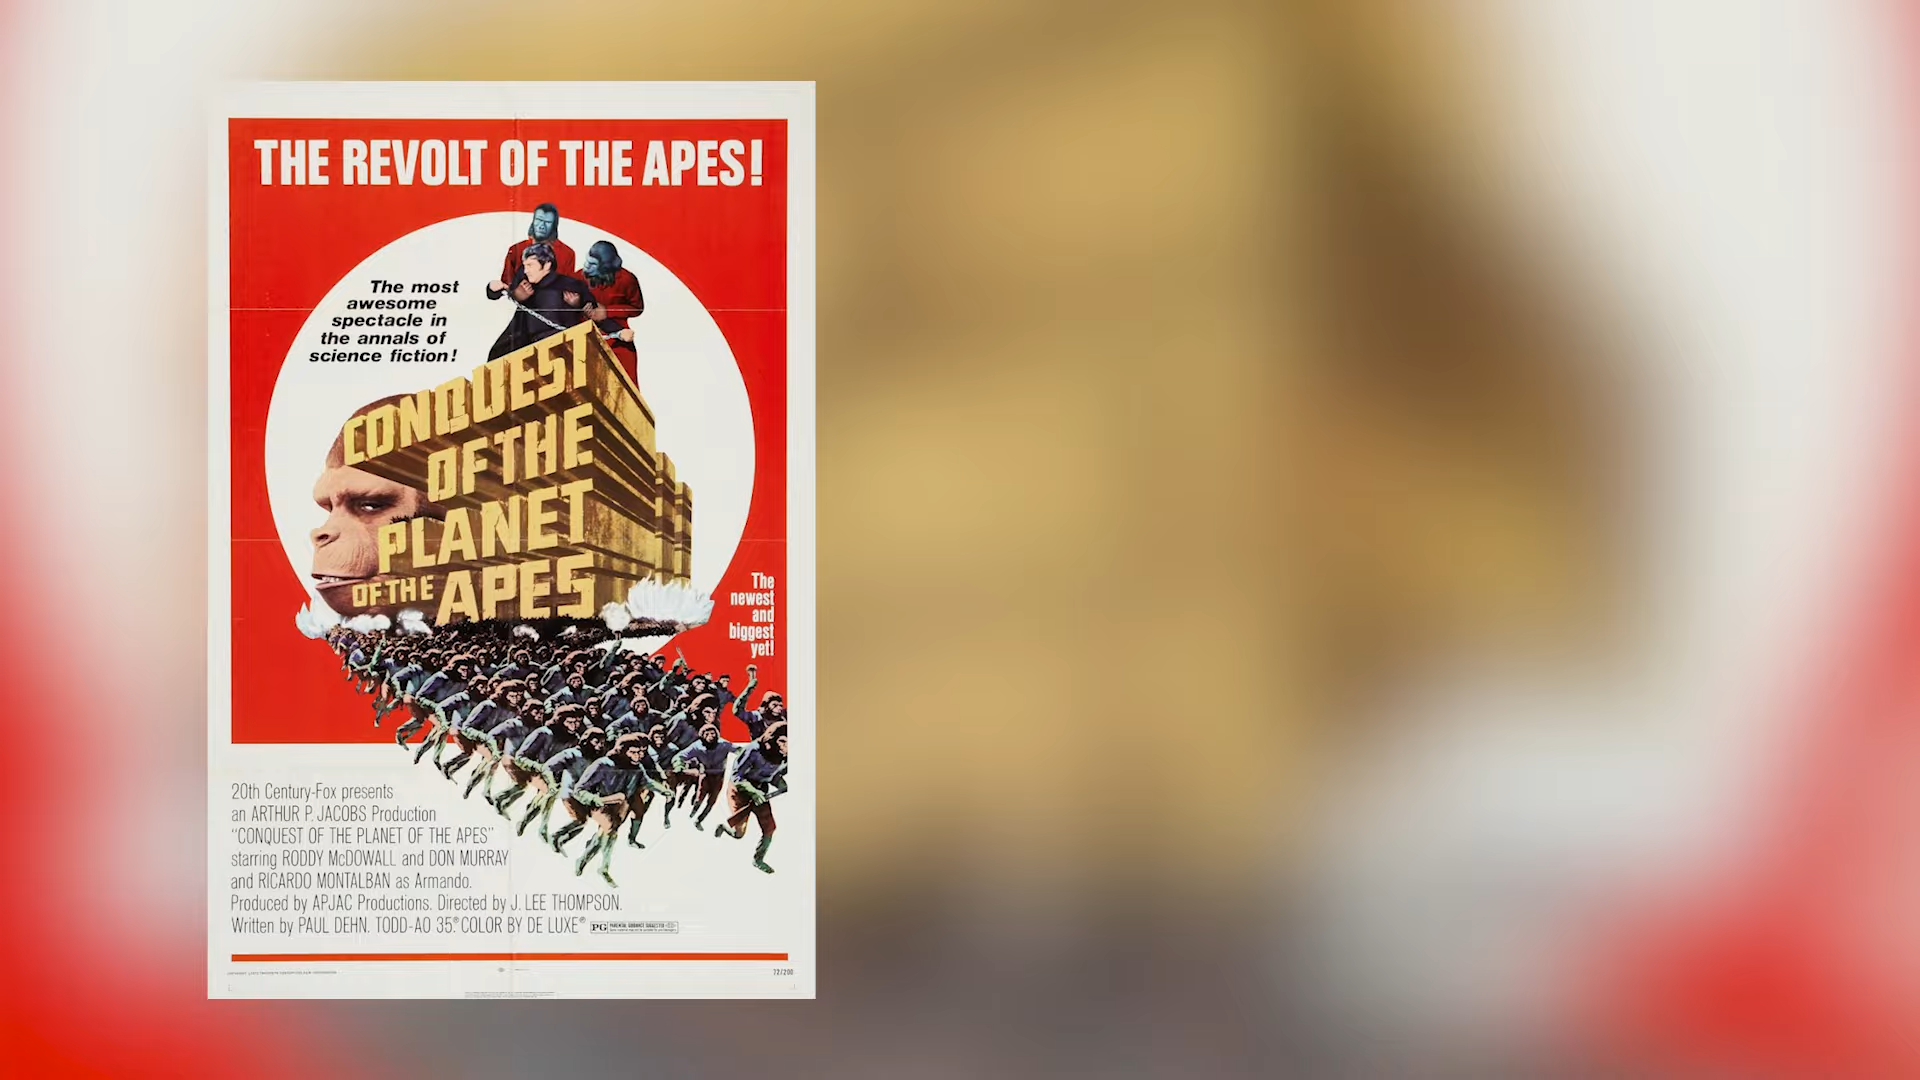 THE REVOLT OF THE APES!
The most
awesome
spectacle in
the annals of
science fiction!
CONQUEST
OF THE
PLANET
OF THE APES
The
newest
and
biggest
yet!
20th Century-Fox presents
an ARTHUR P. JACOBS Production
"CONQUEST OF THE PLANET OF THE APES"
starring RODDY McDOWALL and DON MURRAY
and RICARDO MONTALBAN as Armando.
Produced by APJAC Productions. Directed by J. LEE THOMPSON.
Written by PAUL DEHN. TODD-AO 35.® COLOR BY DE LUXE® PG
72/200